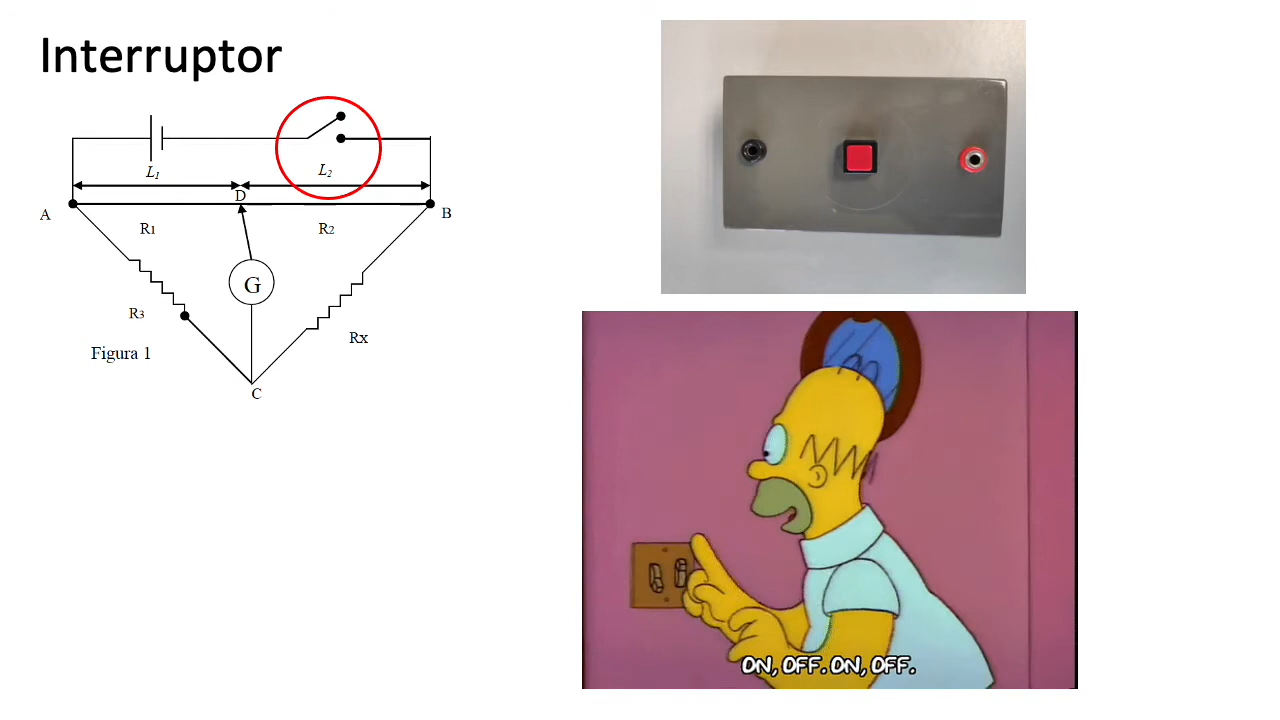 Interruptor
L1
L2
D
A
B
R1
R2
G
R3
Rx
Figura 1
C
ON, OFF. ON, OFF.